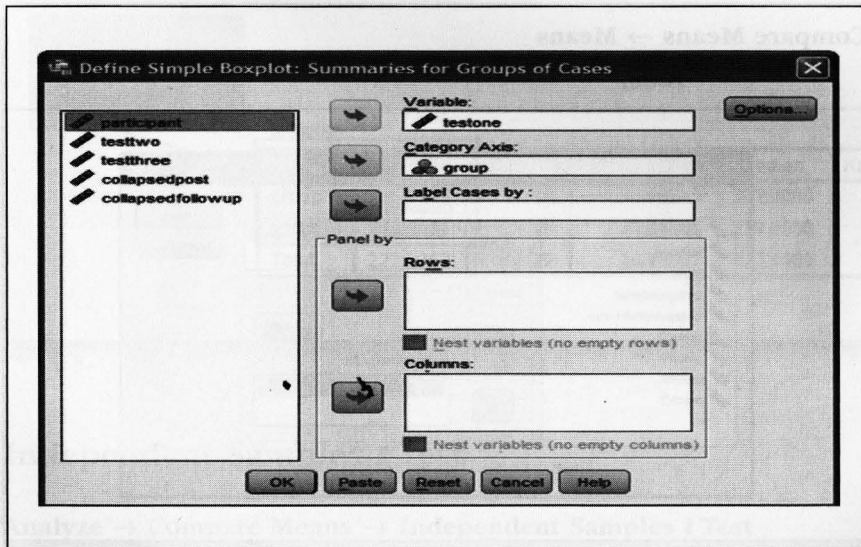 Compare Means → Means
Define Simple Boxplot: Summaries for Groups of Cases
participant
testtwo
testthree
collapsedpost
collapsedfollowup
Variable:
testone
Options...
Category Axis:
group
Label Cases by :
Panel by
Rows:
Nest variables (no empty rows)
Columns:
Nest variables (no empty columns)
OK Paste Reset Cancel Help
Analyze → Compare Means → Independent Samples t Test